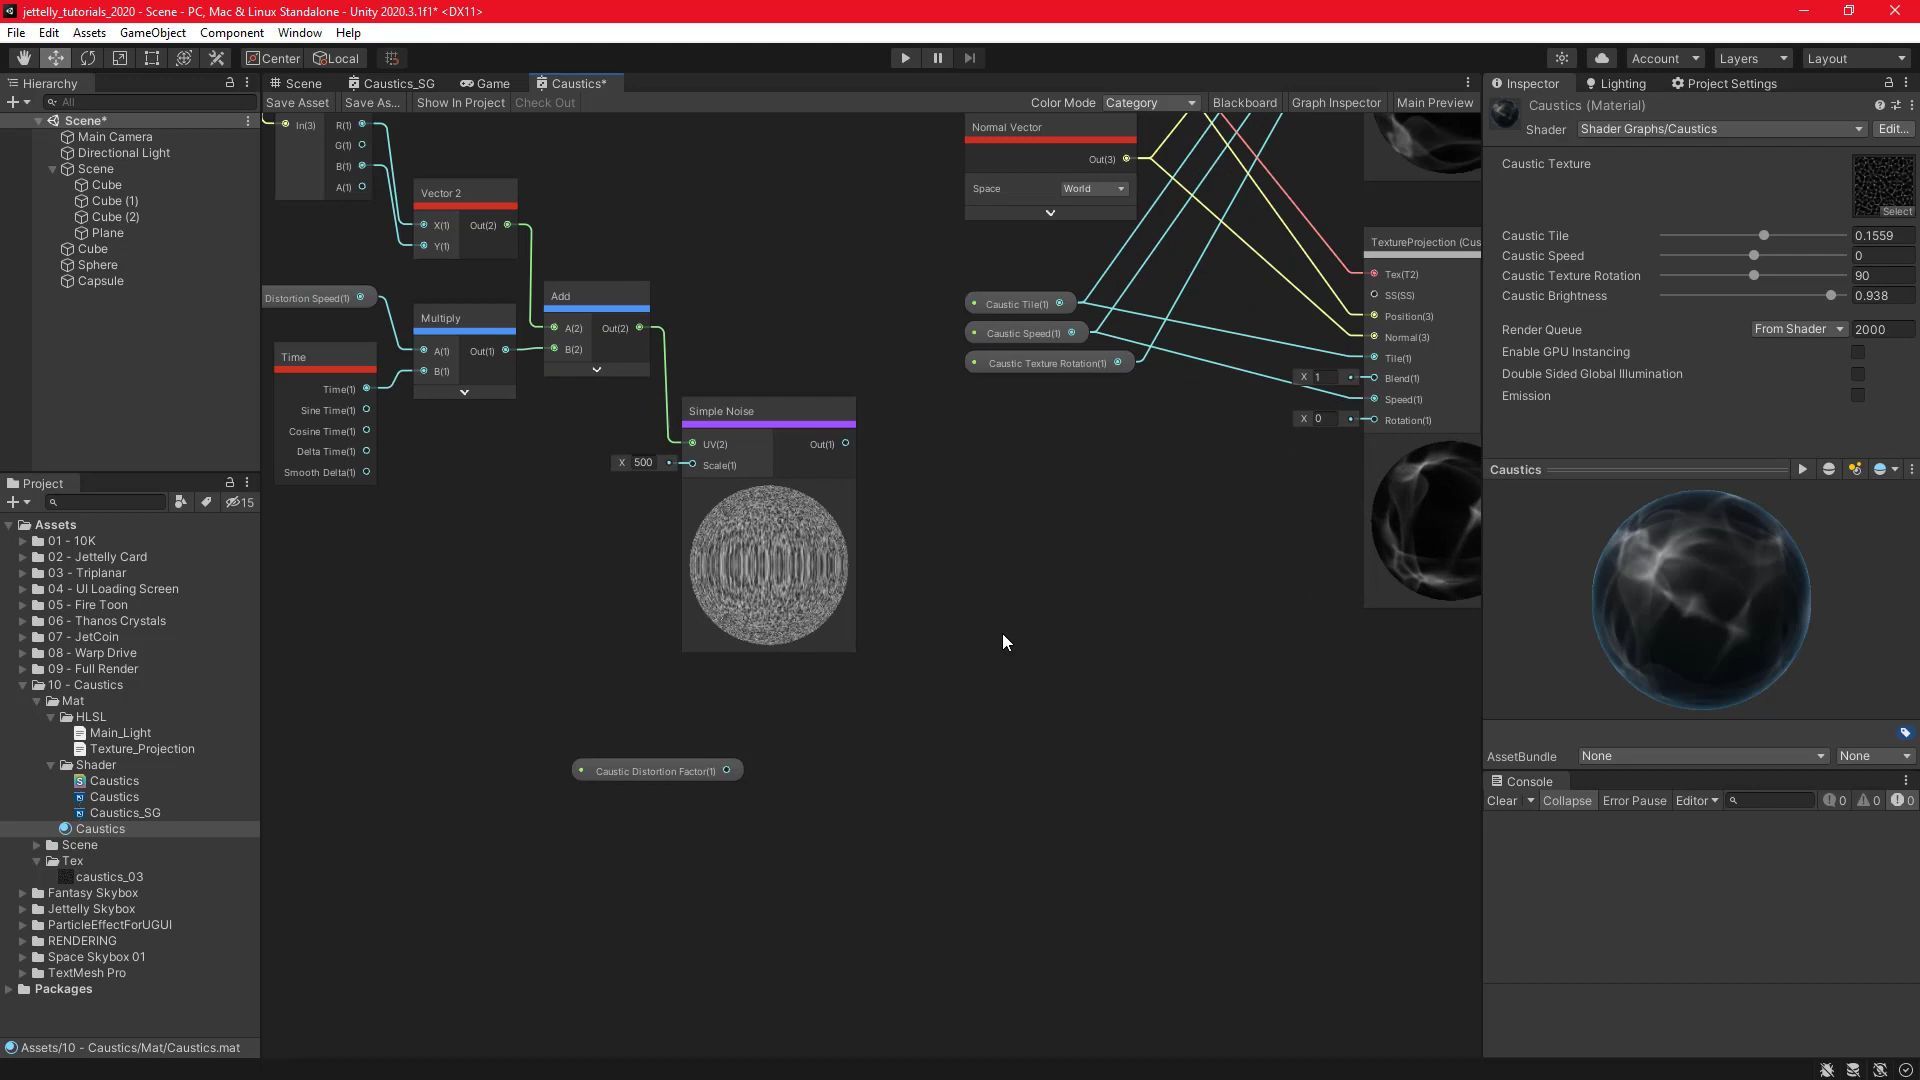 jettelly_tutorials_2020 - Scene - PC, Mac & Linux Standalone - Unity 2020.3.1f1* <DX11>
File Edit Assets GameObject Component Window Help
Center Local
Account Layers Layout
Hierarchy
All
Scene*
Main Camera
Directional Light
Scene
Cube
Cube (1)
Cube (2)
Plane
Cube
Sphere
Capsule
Project
15
Assets
01 - 10K
02 - Jettelly Card
03 - Triplanar
04 - UI Loading Screen
05 - Fire Toon
06 - Thanos Crystals
07 - JetCoin
08 - Warp Drive
09 - Full Render
10 - Caustics
Mat
HLSL
Main_Light
Texture_Projection
Shader
Caustics
Caustics
Caustics_SG
Caustics
Scene
Tex
caustics_03
Fantasy Skybox
Jettelly Skybox
ParticleEffectForUGUI
RENDERING
Space Skybox 01
TextMesh Pro
Packages
Assets/10 - Caustics/Mat/Caustics.mat
Scene Caustics_SG Game Caustics*
Save Asset Save As... Show In Project Check Out
Color Mode Category Blackboard Graph Inspector Main Preview
In(3) R(1)
G(1)
B(1)
A(1)
Vector 2
X(1) Out(2)
Y(1)
Distortion Speed(1)
Time
Time(1)
Sine Time(1)
Cosine Time(1)
Delta Time(1)
Smooth Delta(1)
Multiply
A(1) Out(1)
B(1)
Add
A(2) Out(2)
B(2)
Simple Noise
UV(2) Out(1)
X 500 Scale(1)
Caustic Distortion Factor(1)
Normal Vector
Out(3)
Space World
Caustic Tile(1)
Caustic Speed(1)
Caustic Texture Rotation(1)
TextureProjection (Cus
Tex(T2)
SS(SS)
Position(3)
Normal(3)
Tile(1)
X 1 Blend(1)
Speed(1)
X 0 Rotation(1)
Inspector Lighting Project Settings
Caustics (Material)
Shader Shader Graphs/Caustics Edit...
Caustic Texture
Select
Caustic Tile 0.1559
Caustic Speed 0
Caustic Texture Rotation 90
Caustic Brightness 0.938
Render Queue From Shader 2000
Enable GPU Instancing
Double Sided Global Illumination
Emission
Caustics
AssetBundle None None
Console
Clear Collapse Error Pause Editor 0 0 0